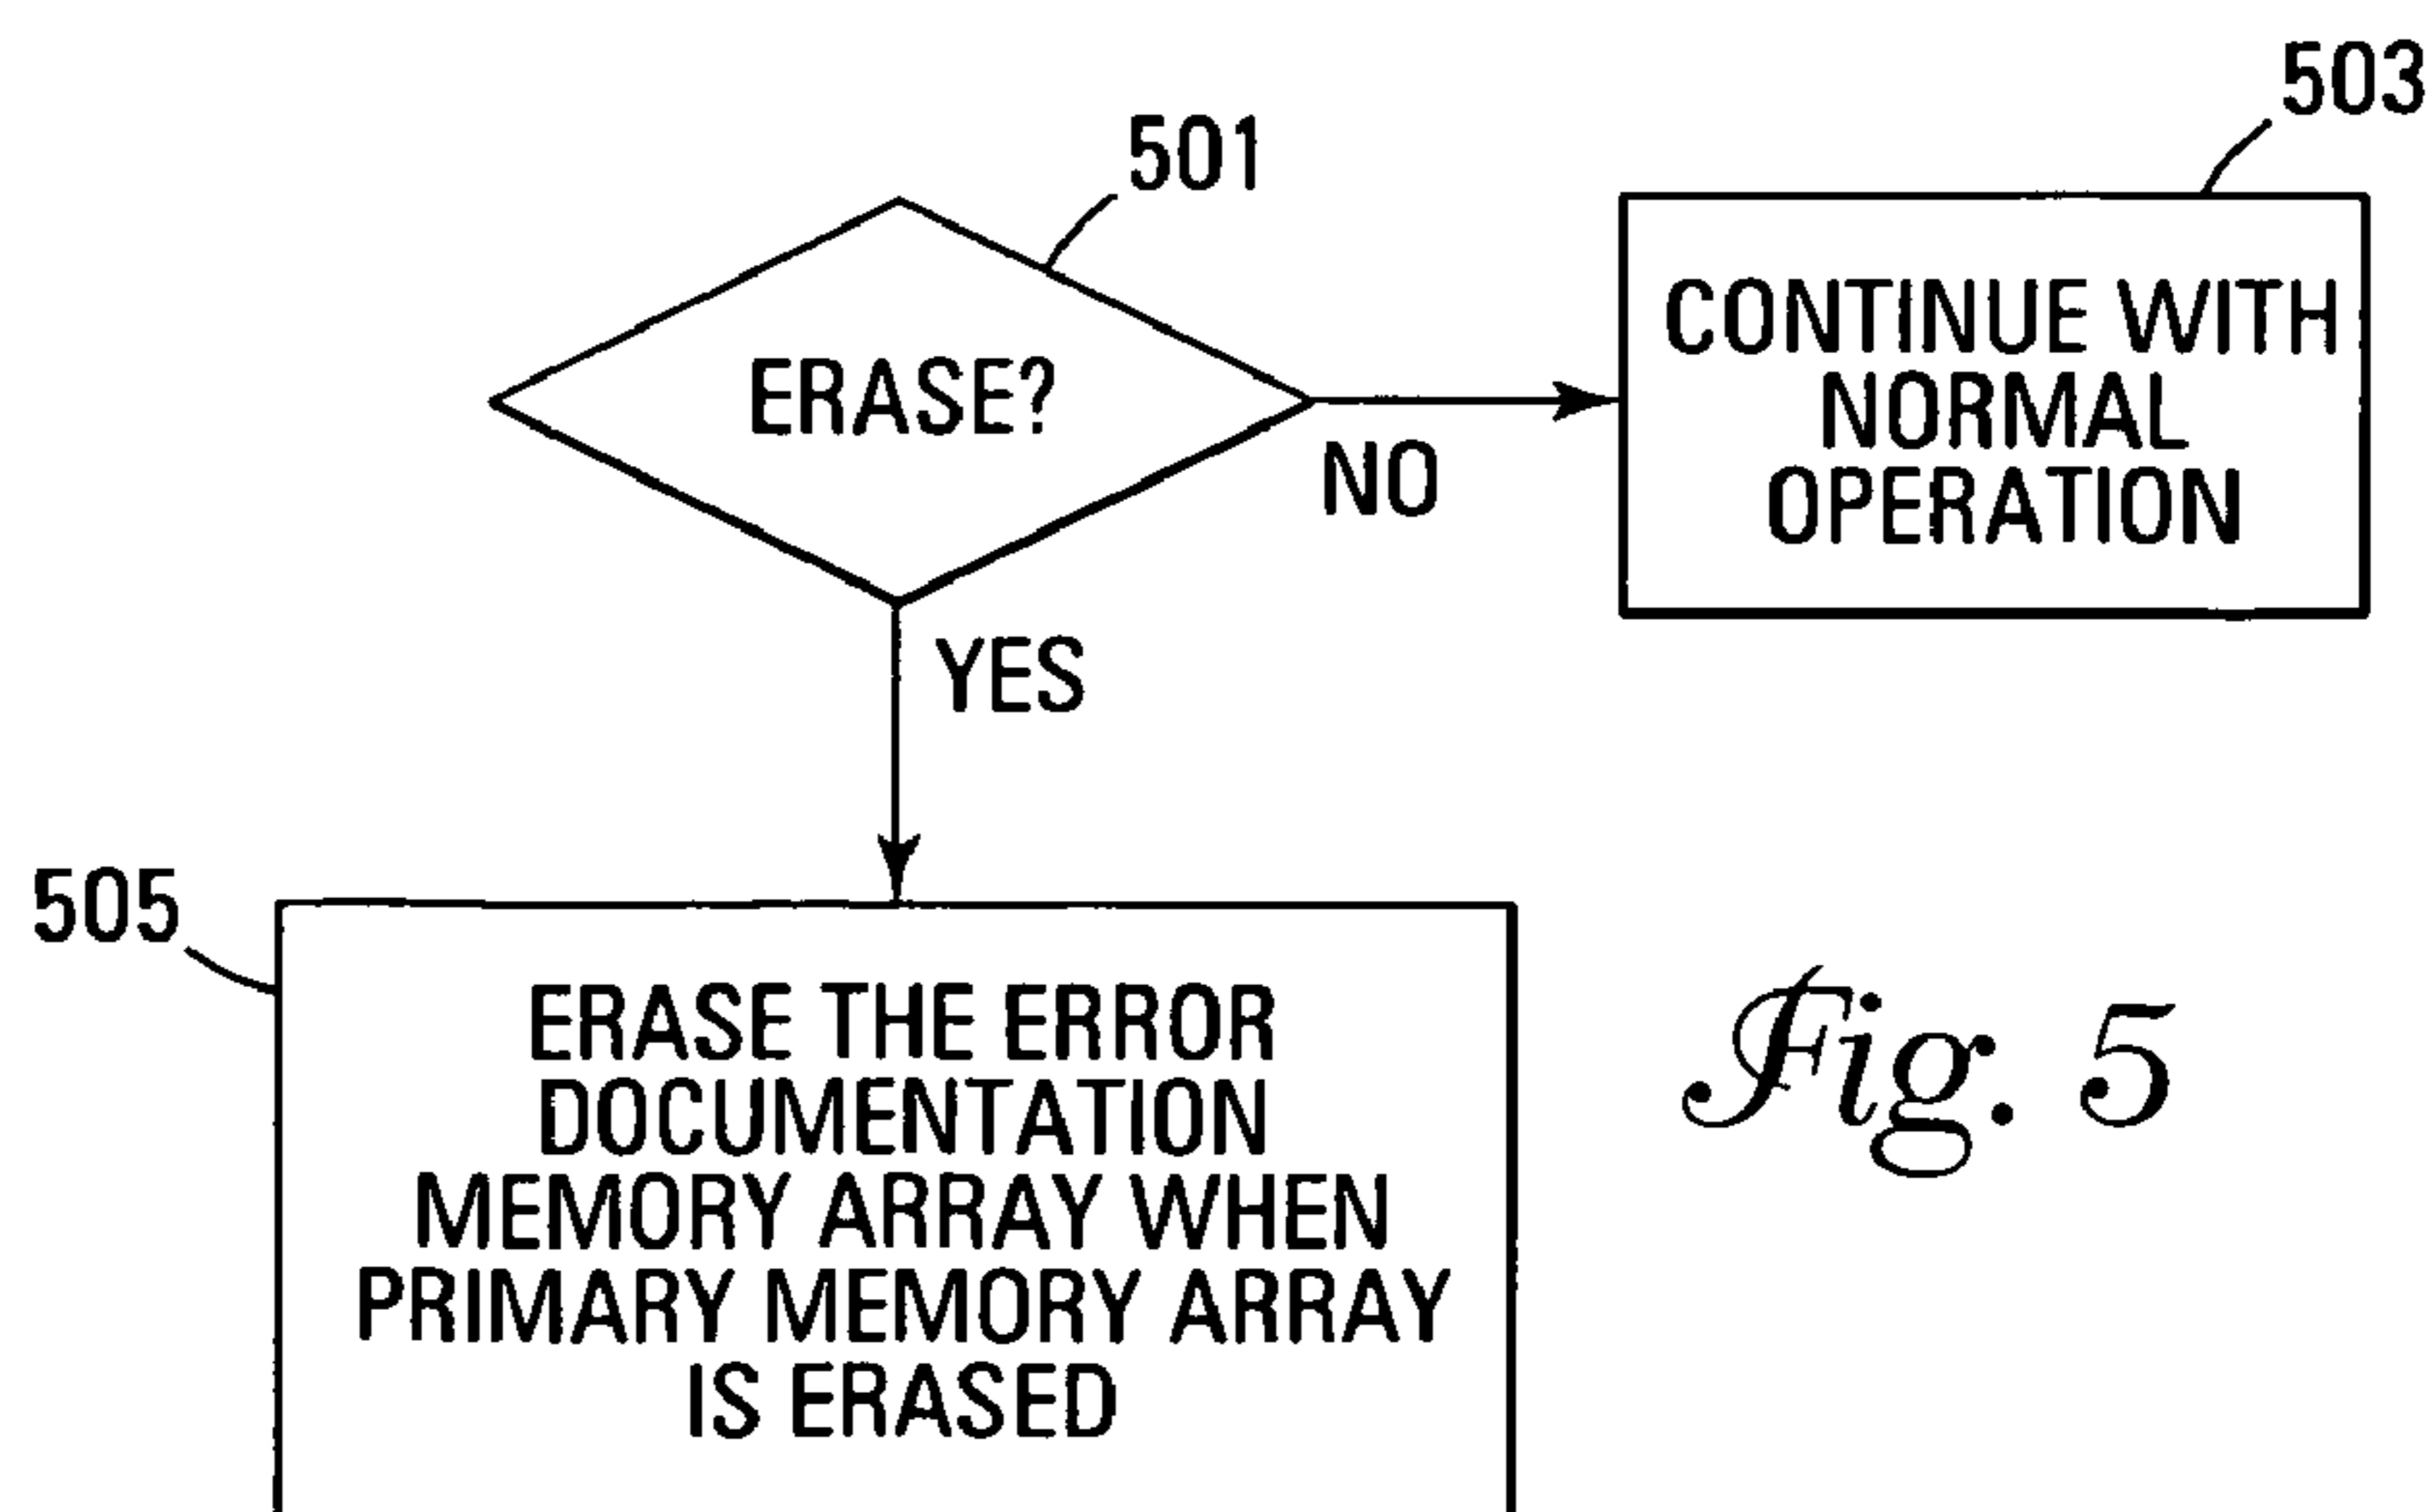 503
501
CONTINUE WITH
NORMAL
OPERATION
ERASE?
NO
YES
505
ERASE THE ERROR
DOCUMENTATION
MEMORY ARRAY WHEN
PRIMARY MEMORY ARRAY
IS ERASED
Fig. 5